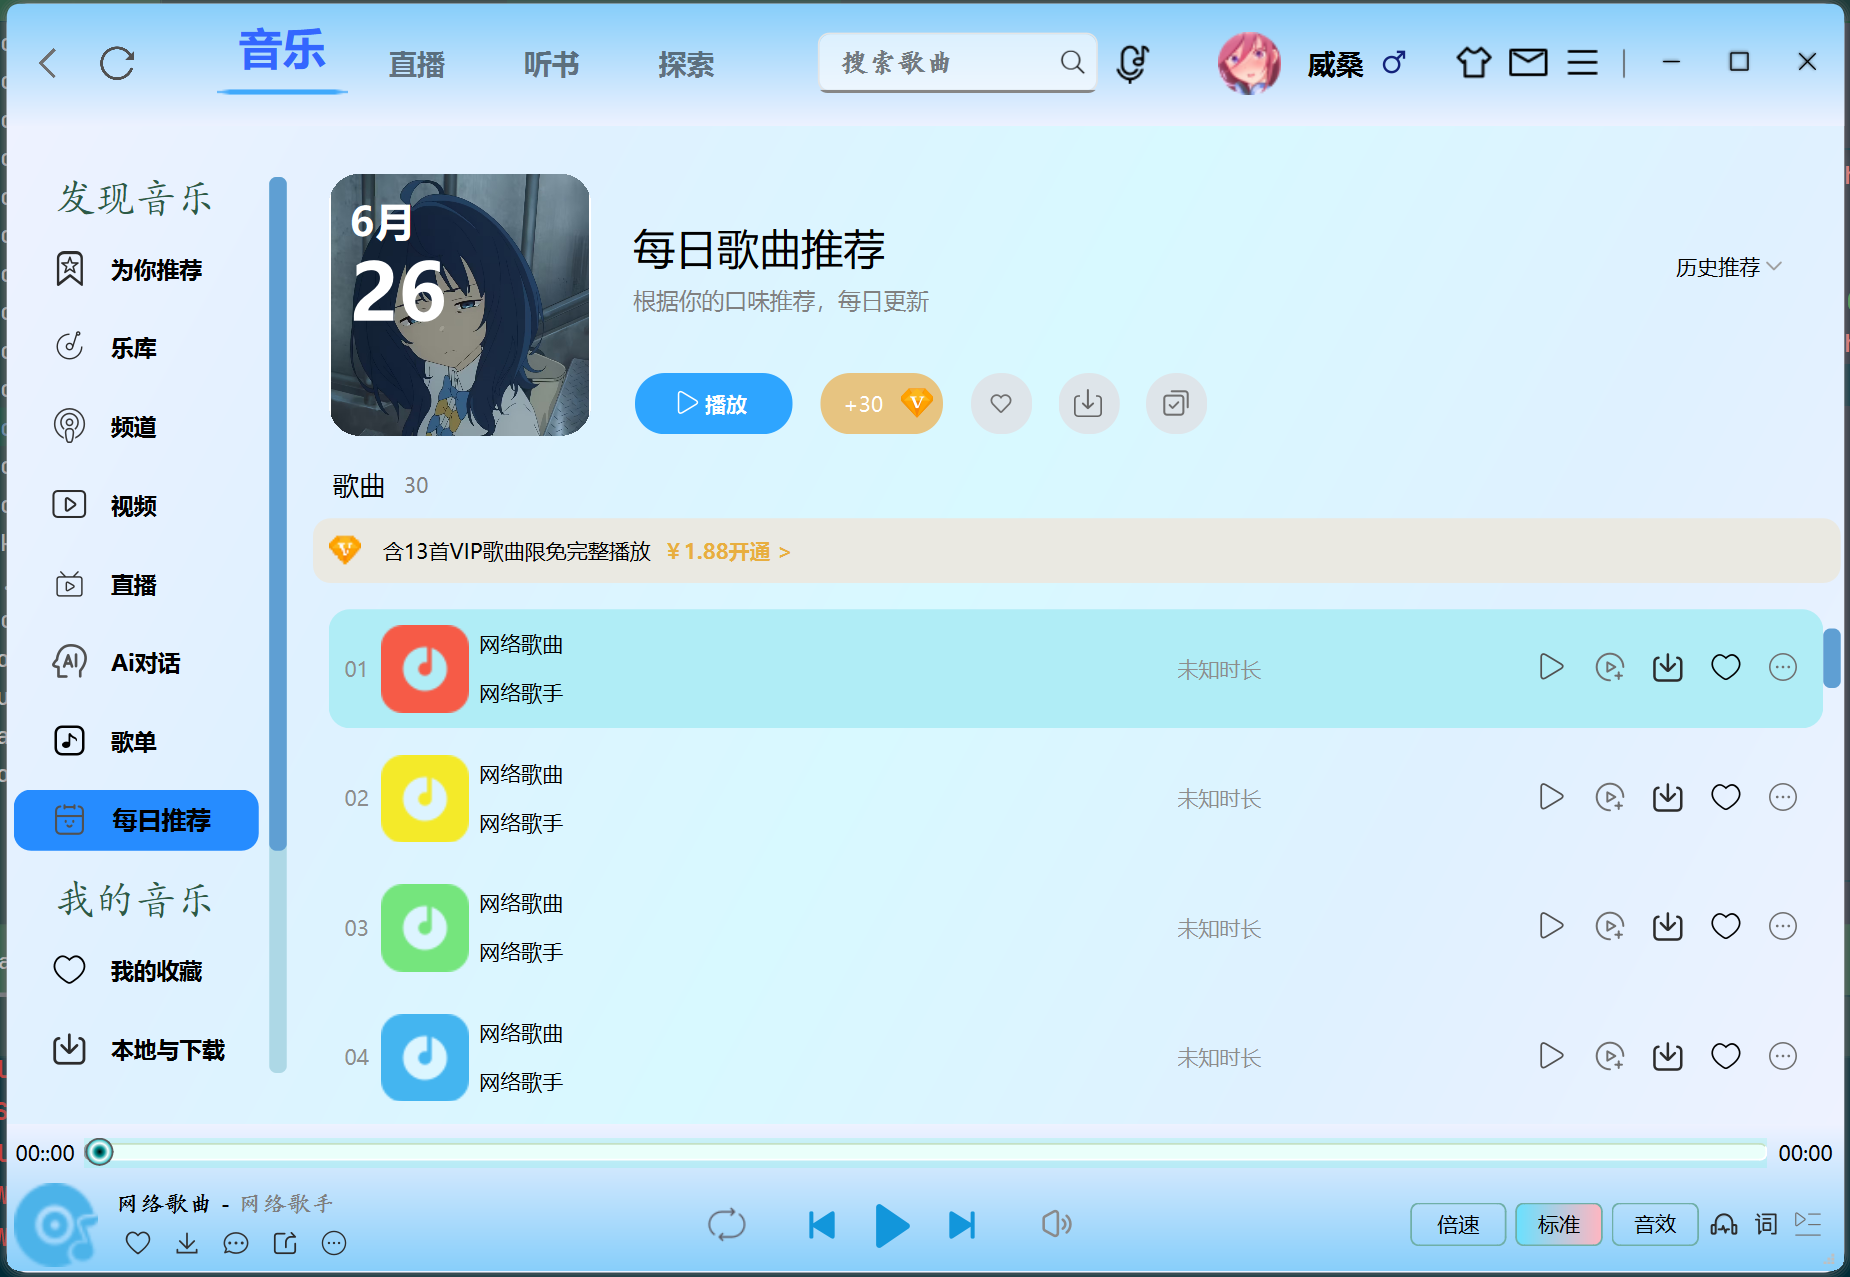 音乐 直播 听书 探索 搜索歌曲 威桑
发现音乐
为你推荐
乐库
频道
视频
直播
AI Ai对话
歌单
每日推荐
我的音乐
我的收藏
本地与下载
6月
26
每日歌曲推荐
根据你的口味推荐，每日更新
历史推荐
播放 +30 V
歌曲 30
V 含13首VIP歌曲限免完整播放 ￥1.88开通 >
01 网络歌曲
网络歌手
未知时长
02 网络歌曲
网络歌手
未知时长
03 网络歌曲
网络歌手
未知时长
04 网络歌曲
网络歌手
未知时长
00::00 00:00
网络歌曲 - 网络歌手
倍速 标准 音效 词